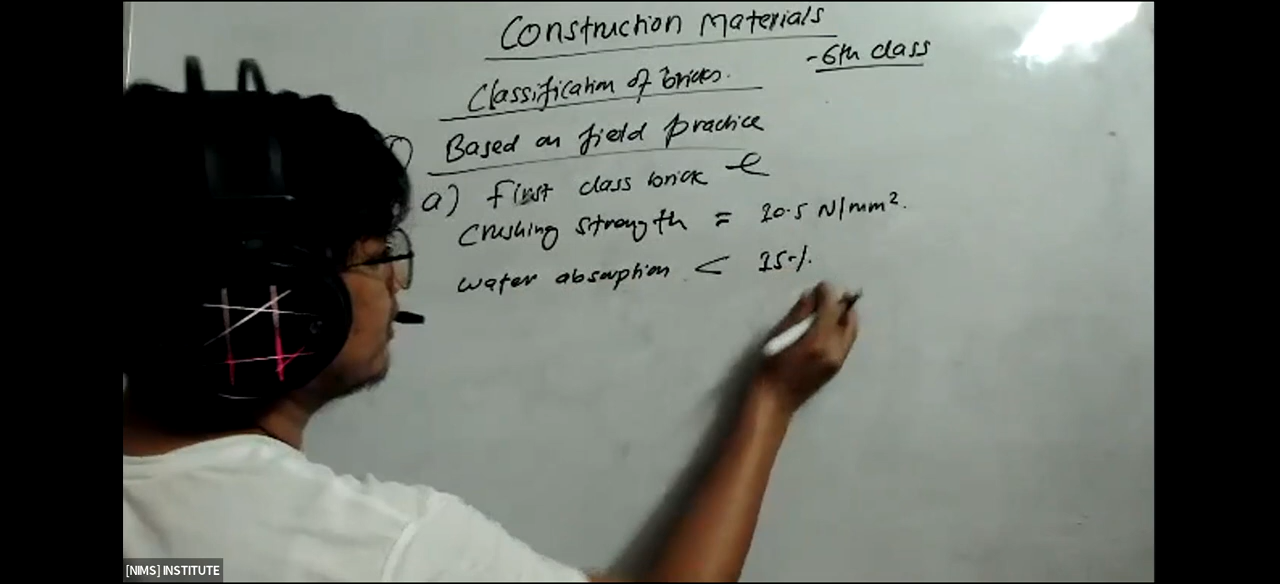 Construction Materials
-6th class
Classification of bricks.
Based on field practice
a) First class brick
Crushing strength = 10.5 N/mm².
water absorption < 15%.
[NIMS] INSTITUTE